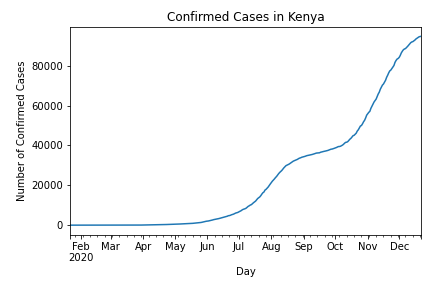 Confirmed Cases in Kenya
Number of Confirmed Cases
80000
60000
40000
20000
0
Feb Mar Apr May Jun Jul Aug Sep Oct Nov Dec
2020
Day